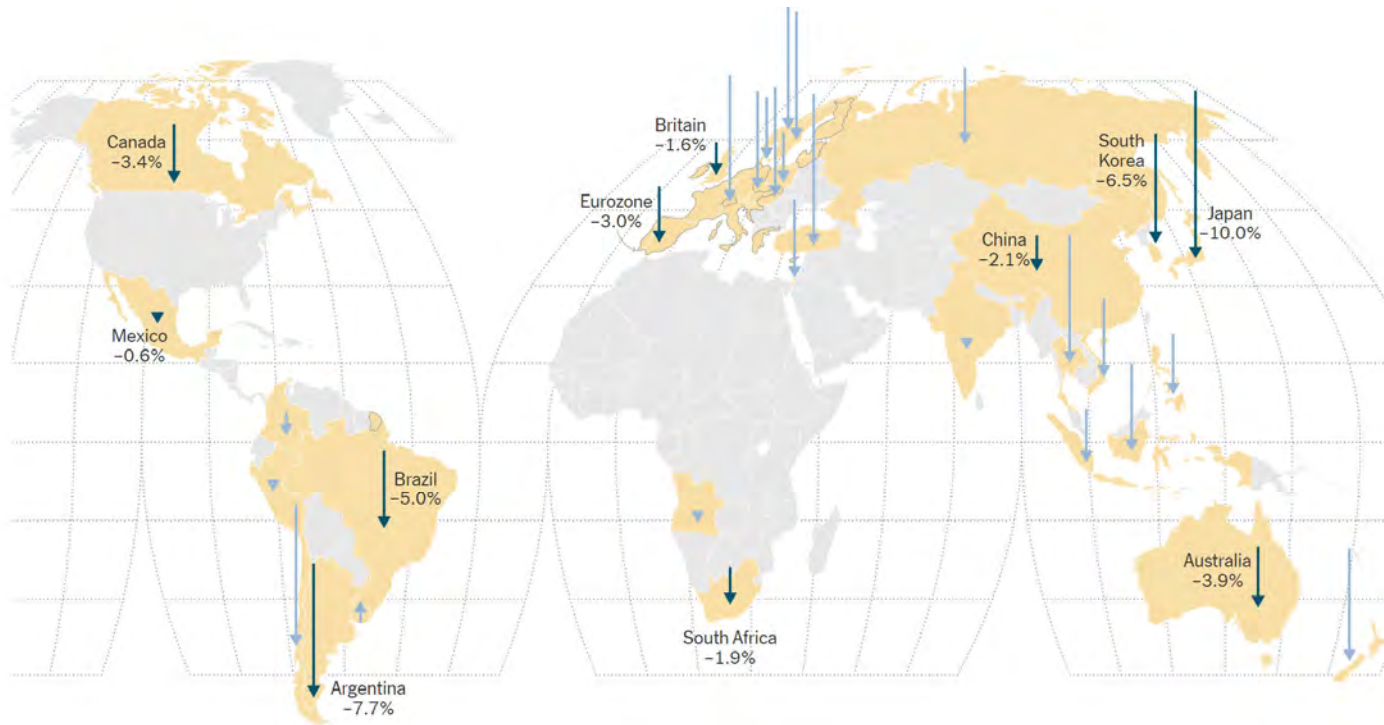 Canada
–3.4%
Britain
–1.6%
South
Korea
–6.5%
Eurozone
–3.0%
Japan
–10.0%
China
–2.1%
Mexico
–0.6%
Brazil
–5.0%
Australia
–3.9%
South Africa
–1.9%
Argentina
–7.7%